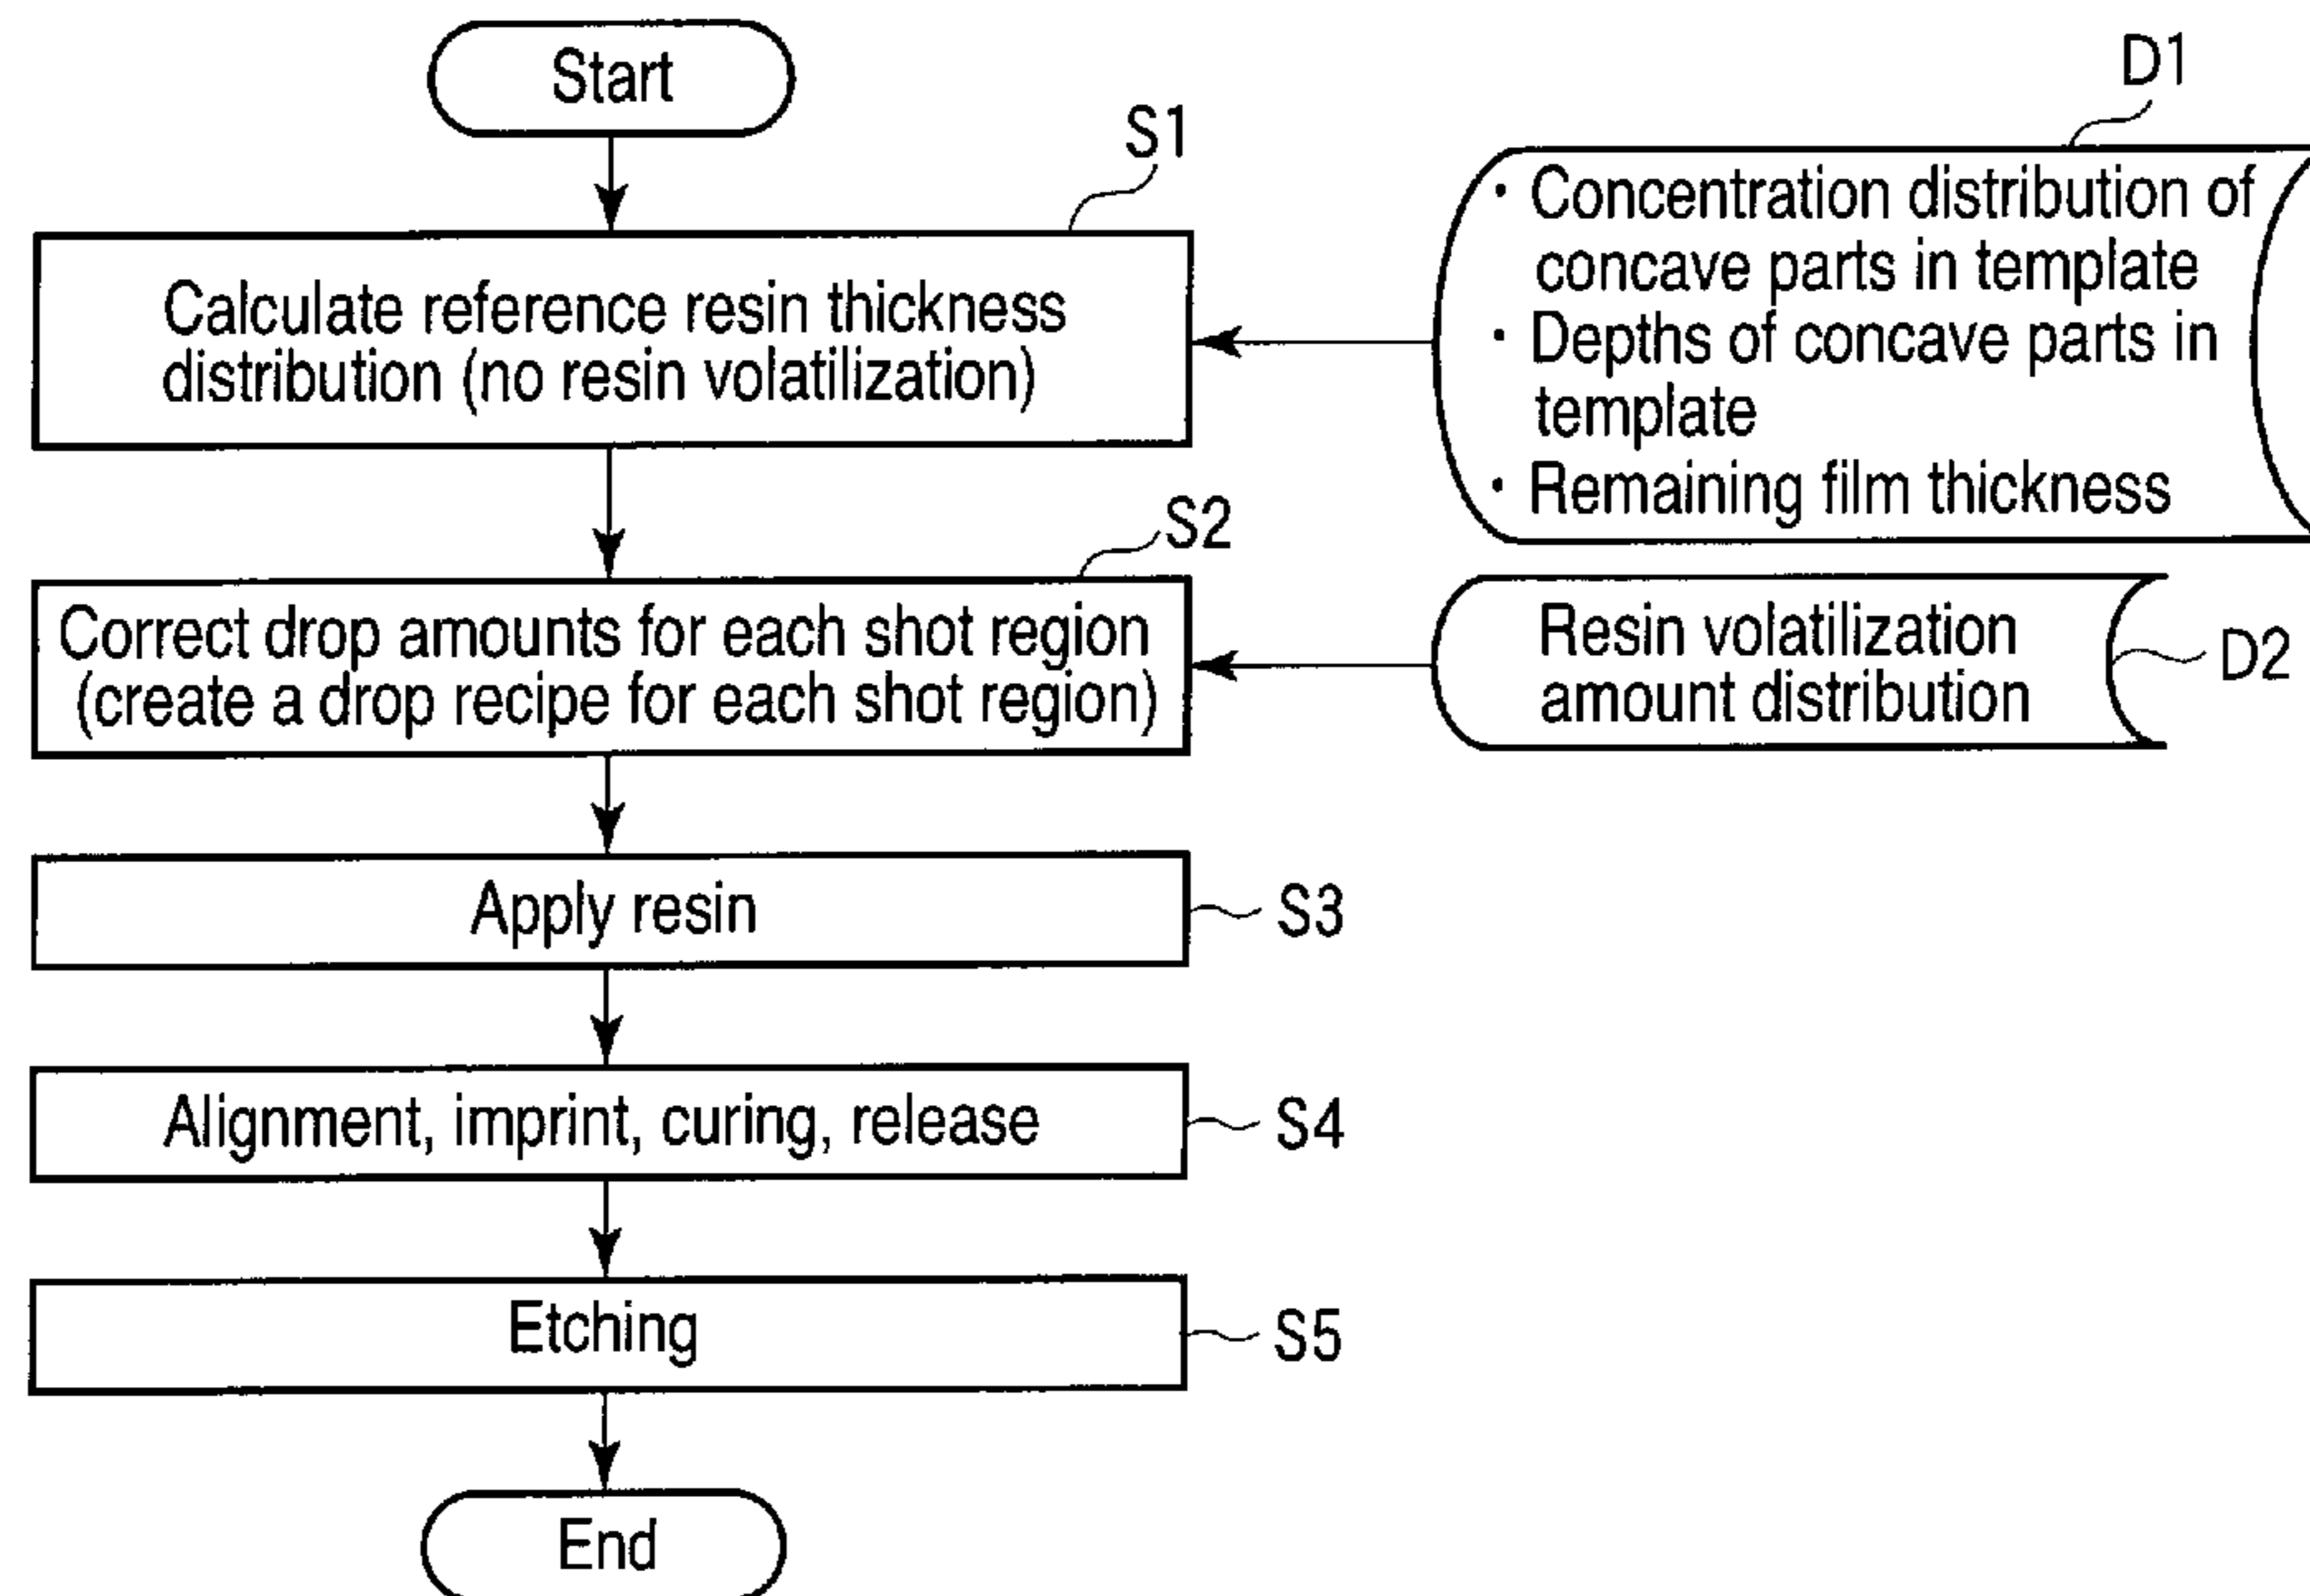 Start
S1
Calculate reference resin thickness
distribution (no resin volatilization)
D1
・ Concentration distribution of
concave parts in template
・ Depths of concave parts in
template
・ Remaining film thickness
S2
Correct drop amounts for each shot region
(create a drop recipe for each shot region)
Resin volatilization
amount distribution
D2
Apply resin
S3
Alignment, imprint, curing, release
S4
Etching
S5
End